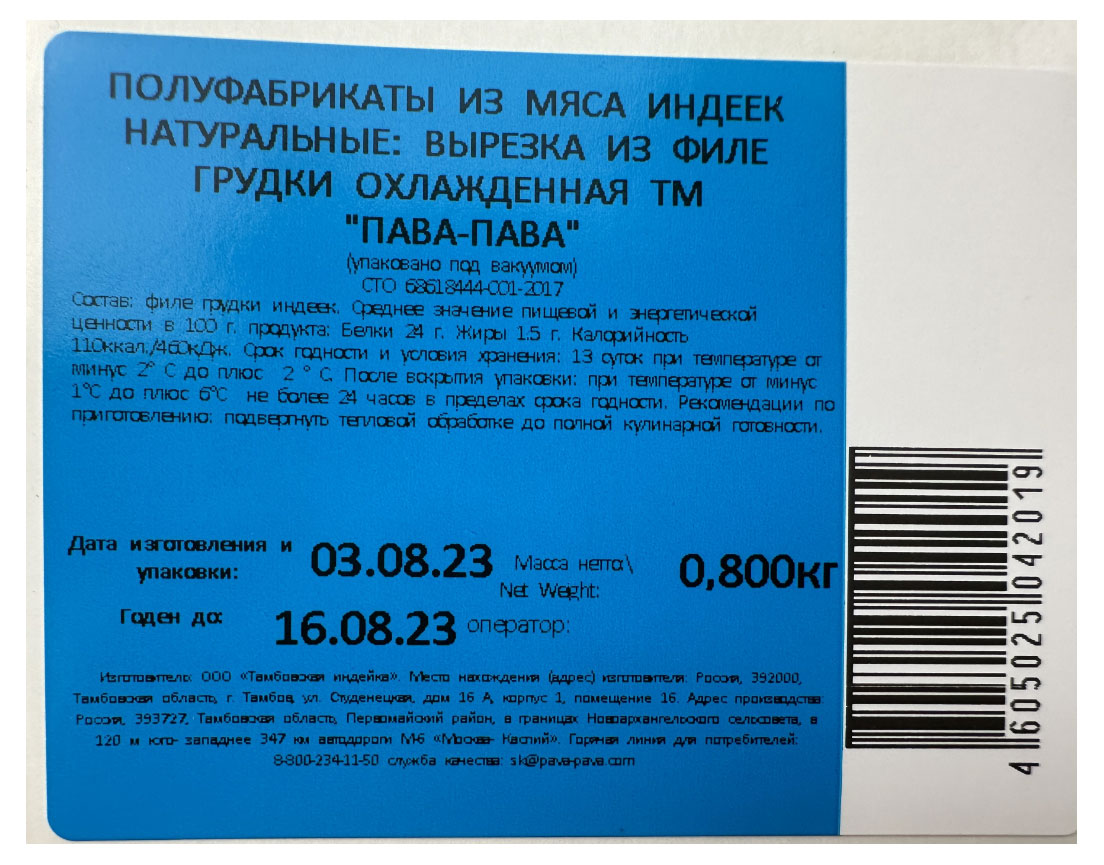 ПОЛУФАБРИКАТЫ ИЗ МЯСА ИНДЕЕК
НАТУРАЛЬНЫЕ: ВЫРЕЗКА ИЗ ФИЛЕ
ГРУДКИ ОХЛАЖДЕННАЯ ТМ
"ПАВА-ПАВА"
(упаковано под вакуумом)
СТО 68618444-001-2017
Состав: филе грудки индеек. Среднее значение пищевой и энергетической
ценности в 100 г. продукта: Белки 24 г. Жиры 1.5 г. Калорийность
110ккал./460кДж. Срок годности и условия хранения: 13 суток при температуре от
минус 2° С до плюс 2 ° С. После вскрытия упаковки: при температуре от минус
1°С до плюс 6°С не более 24 часов в пределах срока годности. Рекомендации по
приготовлению: подвергнуть тепловой обработке до полной кулинарной готовности.
Дата изготовления и
упаковки:
03.08.23
Масса нетто\
Net Weight:
0,800кг
Годен до:
16.08.23
оператор:
Изготовитель: ООО «Тамбовская индейка». Место нахождения (адрес) изготовителя: Россия, 392000,
Тамбовская область, г. Тамбов, ул. Студенецкая, дом 16 А, корпус 1, помещение 16. Адрес производства:
Россия, 393727, Тамбовская область, Первомайский район, в границах Новоархангельского сельсовета, в
120 м юго- западнее 347 км автодороги М-6 «Москва- Каспий». Горячая линия для потребителей:
8-800-234-11-50 служба качества: sk@pava-pava.com
4 605025 042019